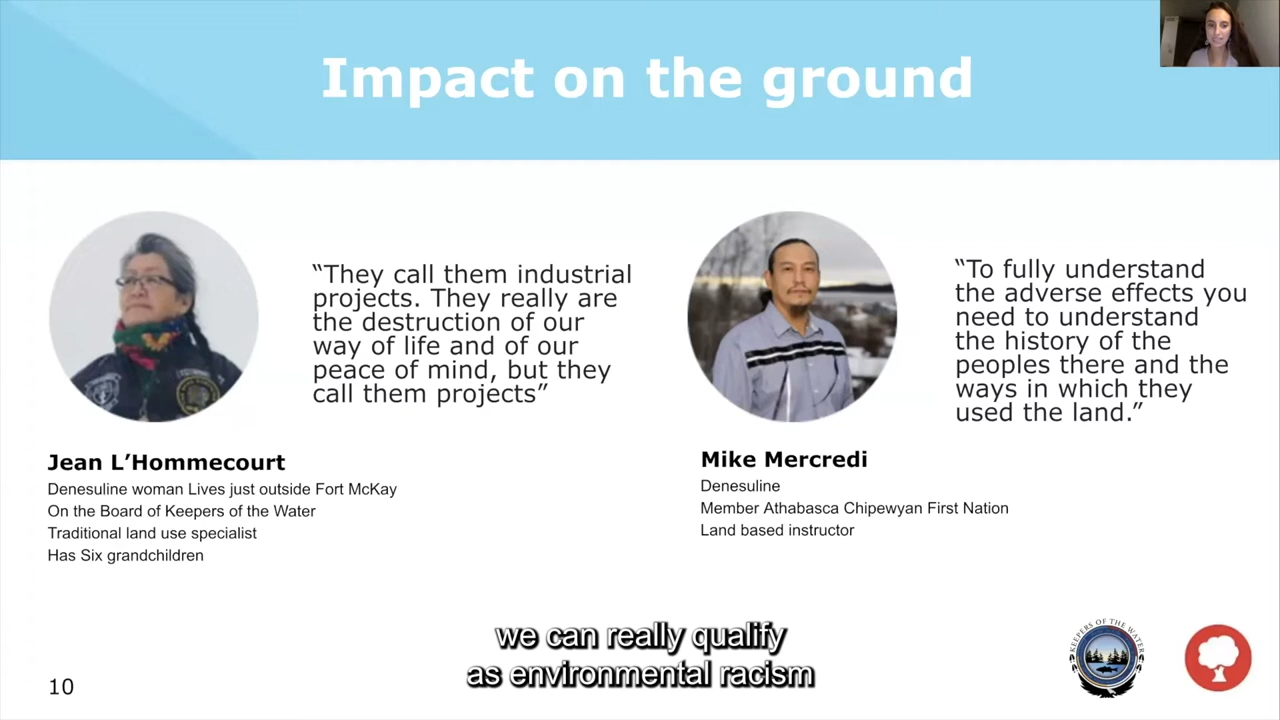 Impact on the ground
“They call them industrial
projects. They really are
the destruction of our
way of life and of our
peace of mind, but they
call them projects”
Jean L’Hommecourt
Denesuline woman Lives just outside Fort McKay
On the Board of Keepers of the Water
Traditional land use specialist
Has Six grandchildren
“To fully understand
the adverse effects you
need to understand
the history of the
peoples there and the
ways in which they
used the land.”
Mike Mercredi
Denesuline
Member Athabasca Chipewyan First Nation
Land based instructor
we can really qualify
as environmental racism
KEEPERS OF THE WATER
10